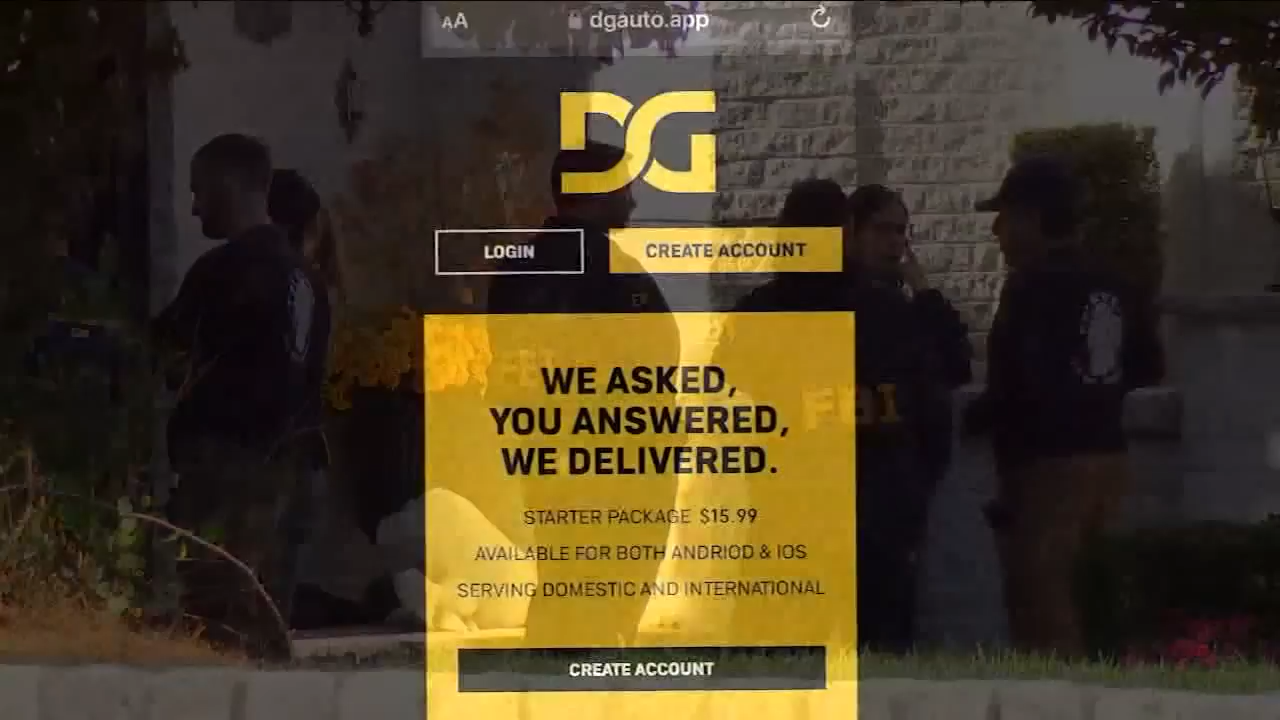 AA dgauto.app
DG
LOGIN CREATE ACCOUNT
WE ASKED,
YOU ANSWERED,
WE DELIVERED.
STARTER PACKAGE $15.99
AVAILABLE FOR BOTH ANDRIOD & IOS
SERVING DOMESTIC AND INTERNATIONAL
CREATE ACCOUNT
FBI
FBI